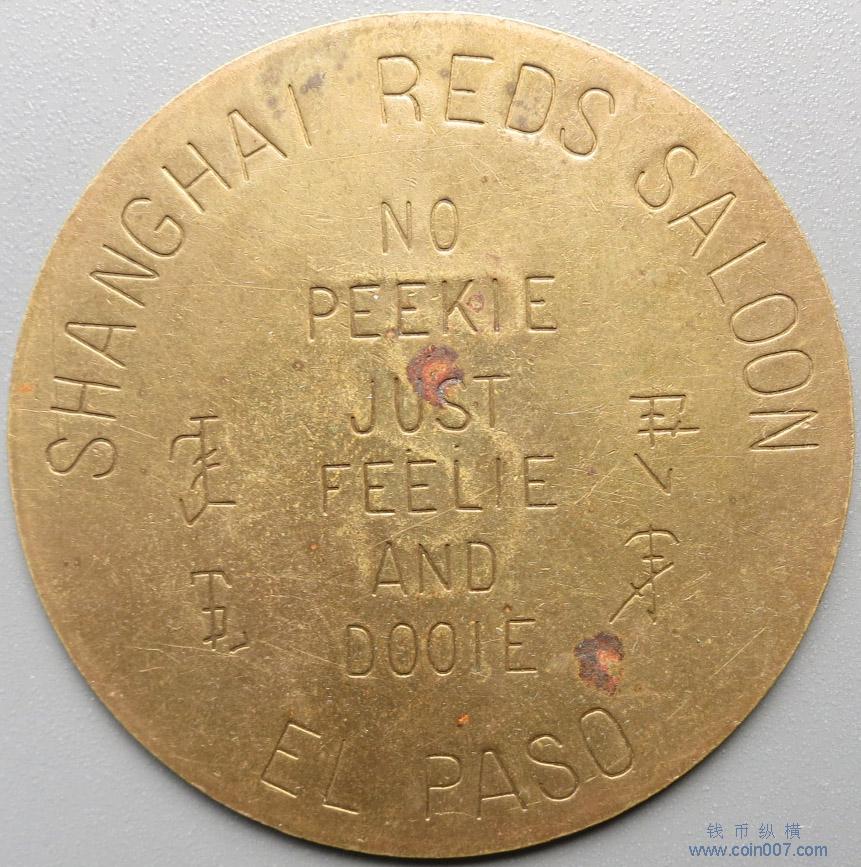 SHANGHAI REDS SALOON
NO
PEEKIE
JUST
FEELIE
AND
DOOIE
EL PASO
钱币纵横
www.coin007.com